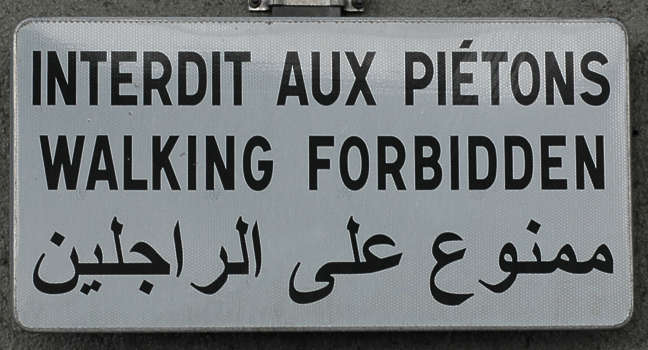 INTERDIT AUX PIÉTONS
WALKING FORBIDDEN
ممنوع على الراجلين